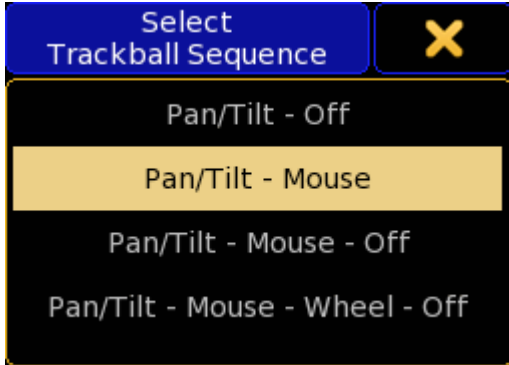 Select
Trackball Sequence
Pan/Tilt - Off
Pan/Tilt - Mouse
Pan/Tilt - Mouse - Off
Pan/Tilt - Mouse - Wheel - Off